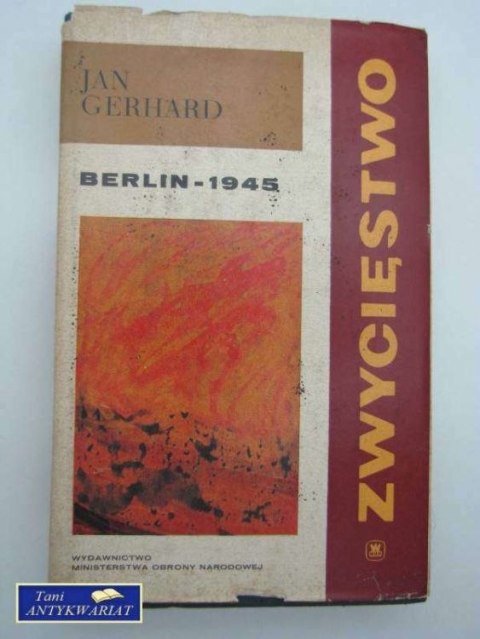 JAN
GERHARD
BERLIN-1945
ZWYCIĘSTWO
WYDAWNICTWO
MINISTERSTWA OBRONY NARODOWEJ
Tani
ANTYKWARIAT